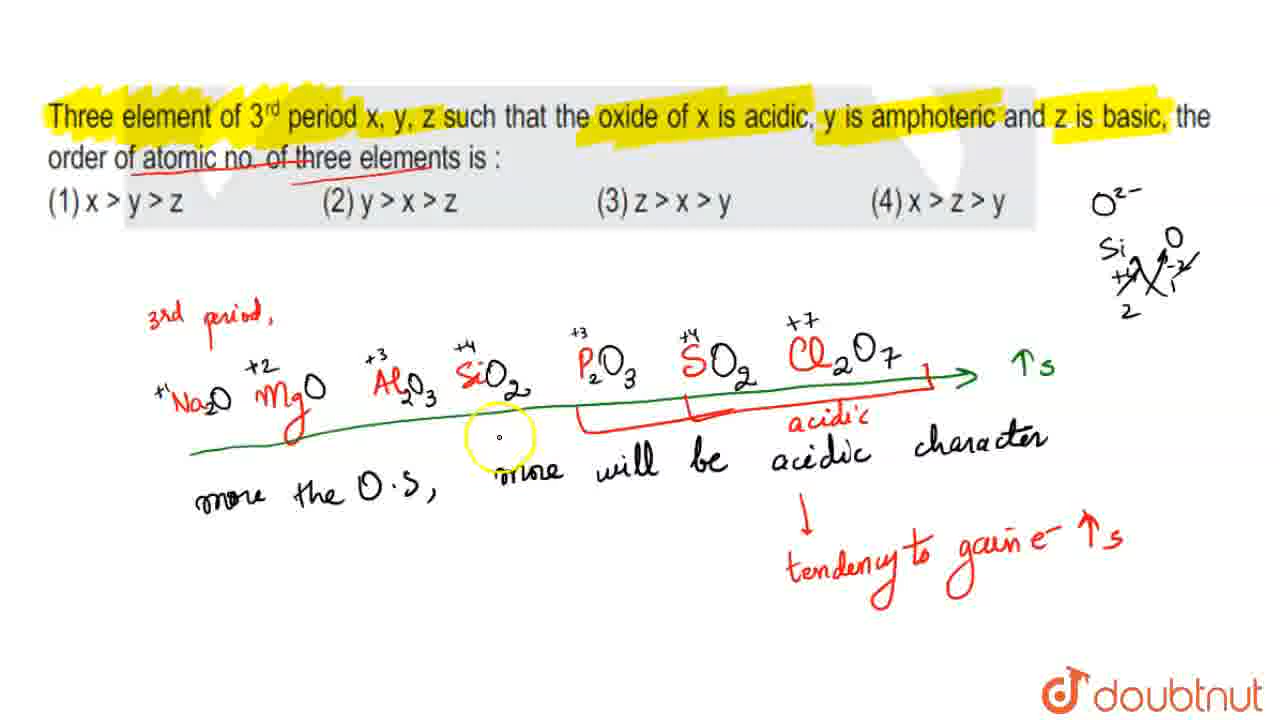 Three element of 3rd period x, y, z such that the oxide of x is acidic, y is amphoteric and z is basic, the
order of atomic no. of three elements is :
(1) x > y > z (2) y > x > z (3) z > x > y (4) x > z > y
O2−
Si O
+4 −2
2 1
3rd period,
+1 +2 +3 +4 +3 +4 +7
Na2O MgO Al2O3 SiO2 P2O3 SO2 Cl2O7
↑s
acidic
more the O.S, more will be acidic character
↓
tendency to gain e− ↑s
doubtnut